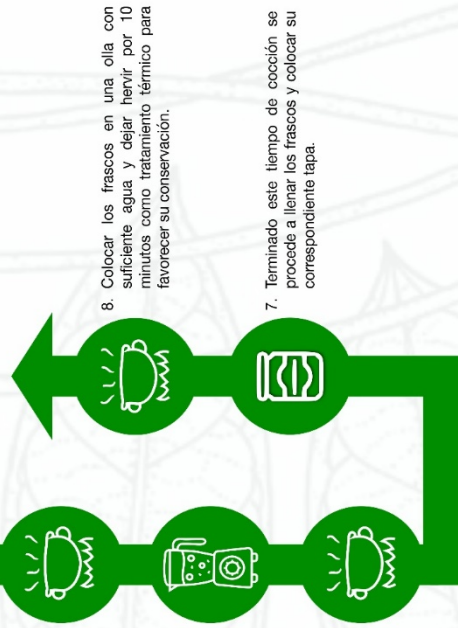 7. Terminado este tiempo de cocción se
procede a llenar los frascos y colocar su
correspondiente tapa.
8. Colocar los frascos en una olla con
suficiente agua y dejar hervir por 10
minutos como tratamiento térmico para
favorecer su conservación.